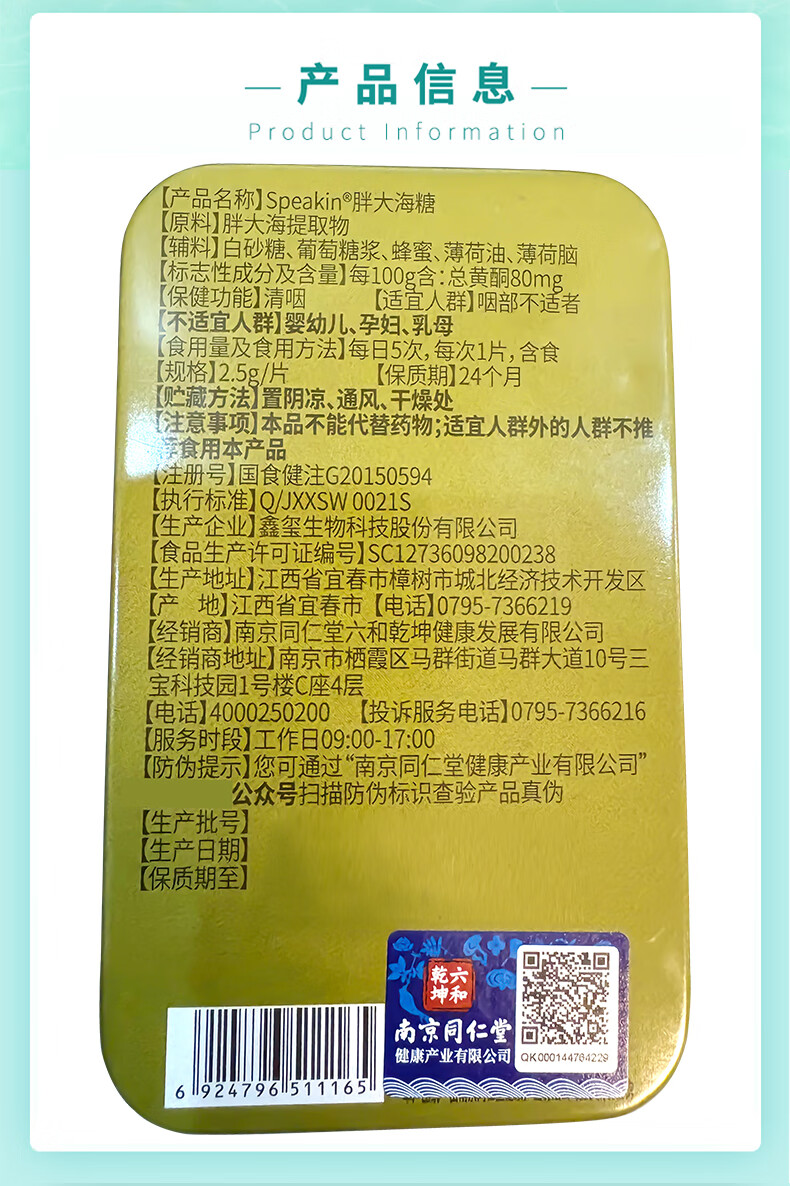 产品信息
Product Information
【产品名称】Speakin®胖大海糖
【原料】胖大海提取物
【辅料】白砂糖、葡萄糖浆、蜂蜜、薄荷油、薄荷脑
【标志性成分及含量】每100g含：总黄酮80mg
【保健功能】清咽 【适宜人群】咽部不适者
【不适宜人群】婴幼儿、孕妇、乳母
【食用量及食用方法】每日5次，每次1片，含食
【规格】2.5g/片 【保质期】24个月
【贮藏方法】置阴凉、通风、干燥处
【注意事项】本品不能代替药物；适宜人群外的人群不推
荐食用本产品
【注册号】国食健注G20150594
【执行标准】Q/JXXSW 0021S
【生产企业】鑫玺生物科技股份有限公司
【食品生产许可证编号】SC12736098200238
【生产地址】江西省宜春市樟树市城北经济技术开发区
【产 地】江西省宜春市【电话】0795-7366219
【经销商】南京同仁堂六和乾坤健康发展有限公司
【经销商地址】南京市栖霞区马群街道马群大道10号三
宝科技园1号楼C座4层
【电话】4000250200 【投诉服务电话】0795-7366216
【服务时段】工作日09:00-17:00
【防伪提示】您可通过“南京同仁堂健康产业有限公司”
公众号扫描防伪标识查验产品真伪
【生产批号】
【生产日期】
【保质期至】
六和乾坤
南京同仁堂
健康产业有限公司
QK000144764229
6 924796 511165